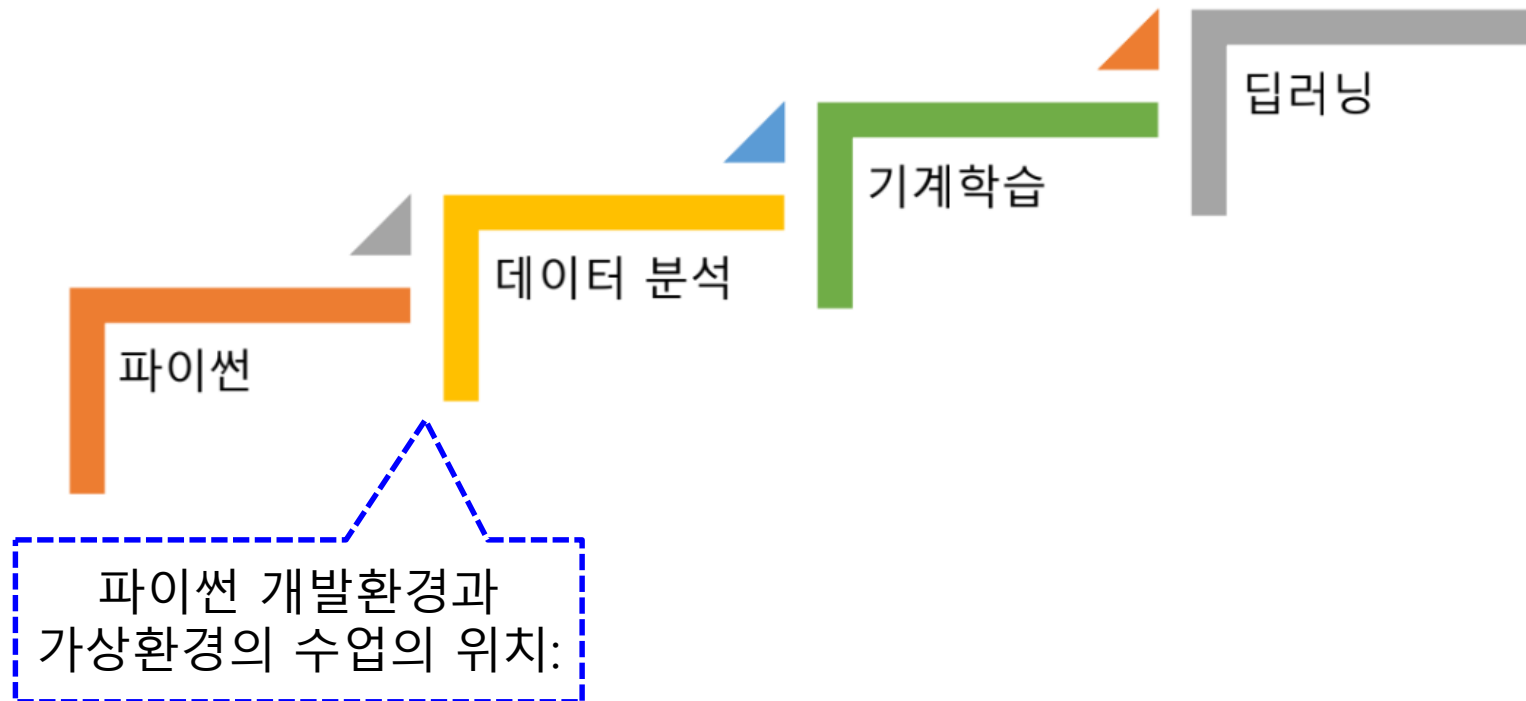 딥러닝
기계학습
데이터 분석
파이썬
파이썬 개발환경과
가상환경의 수업의 위치: